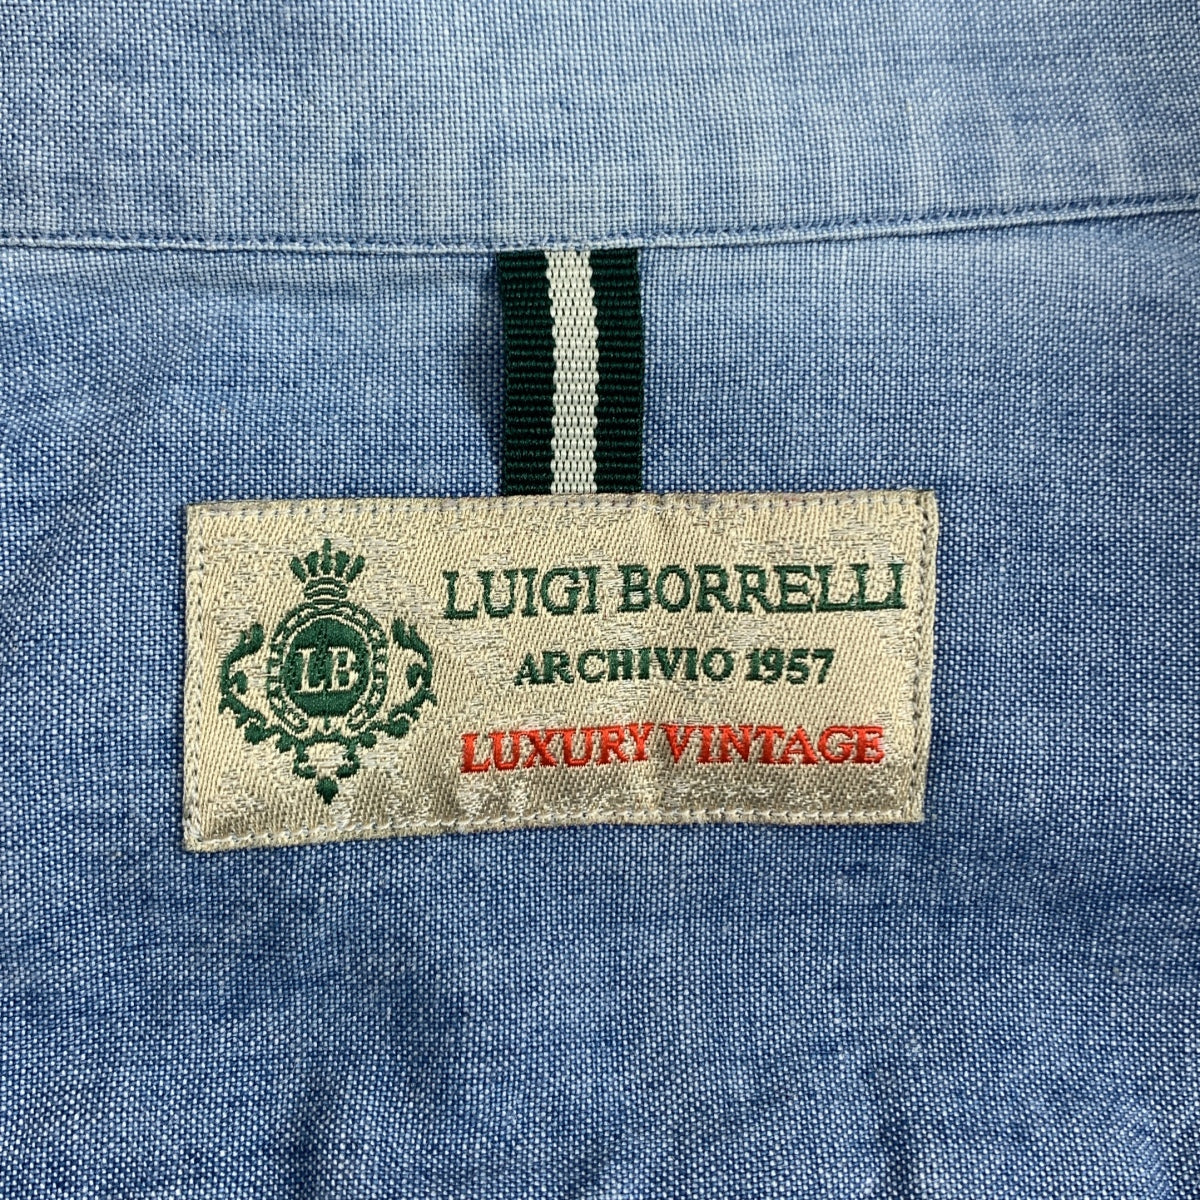 LB
LUIGI BORRELLI
ARCHIVIO 1957
LUXURY VINTAGE